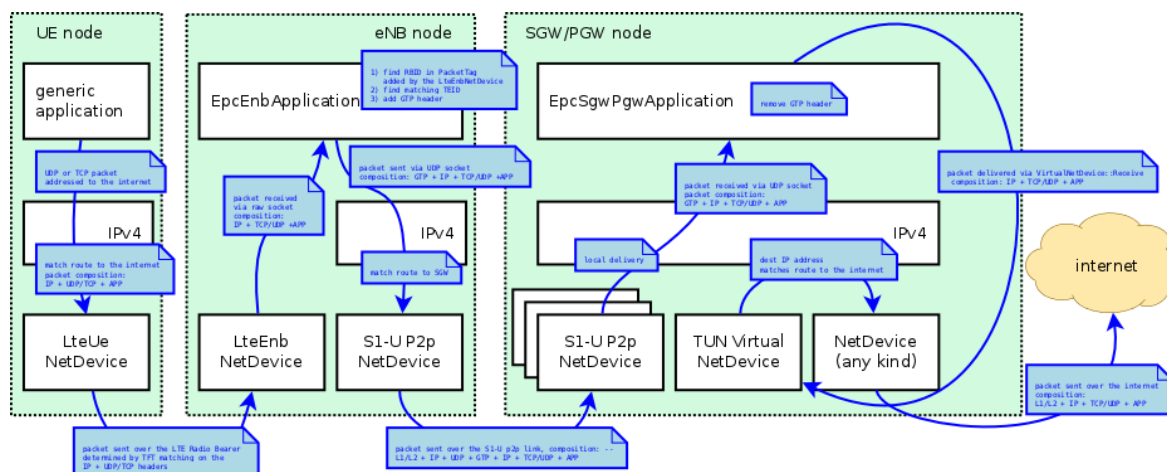 UE node
eNB node
SGW/PGW node
generic
application
UDP or TCP packet
addressed to the internet
IPv4
match route to the internet
packet composition:
IP + UDP/TCP + APP
LteUe
NetDevice
packet sent over the LTE Radio Bearer
determined by TFT matching on the
IP + UDP/TCP headers
EpcEnbApplication
1) find RBID in PacketTag
added by the LteEnbNetDevice
2) find matching TEID
3) add GTP header
packet sent via UDP socket
composition: GTP + IP + TCP/UDP +APP
packet received
via raw socket
composition:
IP + TCP/UDP +APP
IPv4
match route to SGW
LteEnb
NetDevice
S1-U P2p
NetDevice
packet sent over the S1-U p2p link, composition: --
L1/L2 + IP + UDP + GTP + IP + TCP/UDP + APP
EpcSgwPgwApplication
remove GTP header
packet received via UDP socket
packet composition:
GTP + IP + TCP/UDP + APP
packet delivered via VirtualNetDevice::Receive
composition: IP + TCP/UDP + APP
IPv4
local delivery
dest IP address
matches route to the internet
S1-U P2p
NetDevice
TUN Virtual
NetDevice
NetDevice
(any kind)
internet
packet sent over the internet
composition:
L1/L2 + IP + TCP/UDP + APP